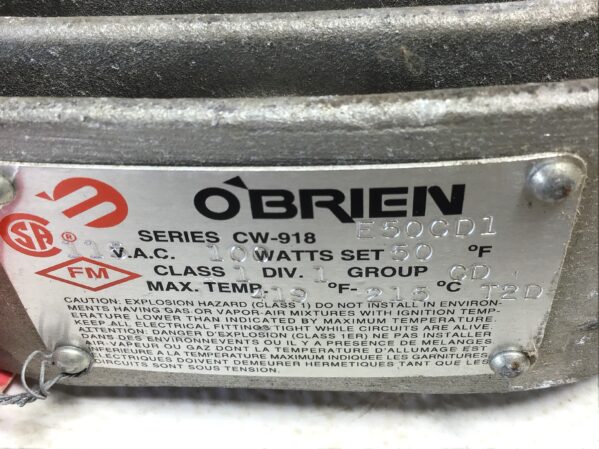 O'BRIEN
SERIES CW-918 E50CD1
SA ®
V.A.C. 100 WATTS SET 50 °F
FM
CLASS 1 DIV. 1 GROUP CD
MAX. TEMP. 419 °F- 215 °C T2D
CAUTION: EXPLOSION HAZARD (CLASS 1) DO NOT INSTALL IN ENVIRON-
MENTS HAVING GAS OR VAPOR-AIR MIXTURES WITH IGNITION TEMP-
ERATURE LOWER THAN INDICATED BY MAXIMUM TEMPERATURE.
KEEP ALL ELECTRICAL FITTINGS TIGHT WHILE CIRCUITS ARE ALIVE.
ATTENTION: DANGER D'EXPLOSION (CLASS 1ER) NE PAS INSTALLER
DANS DES ENVIRONNEVENTS OU IL Y A PRESENCE DE MELANGES
AIR VAPEUR OU GAZ DONT LA TEMPERATURE D'ALLUMAGE EST
INFERIEURE A LA TEMPERATURE MAXIMUM INDIQUEE LES GARNITURES
ELECTRIQUES DOIVENT DEMEURER HERMETIQUES TANT QUE LES
CIRCUITS SONT SOUS TENSION.